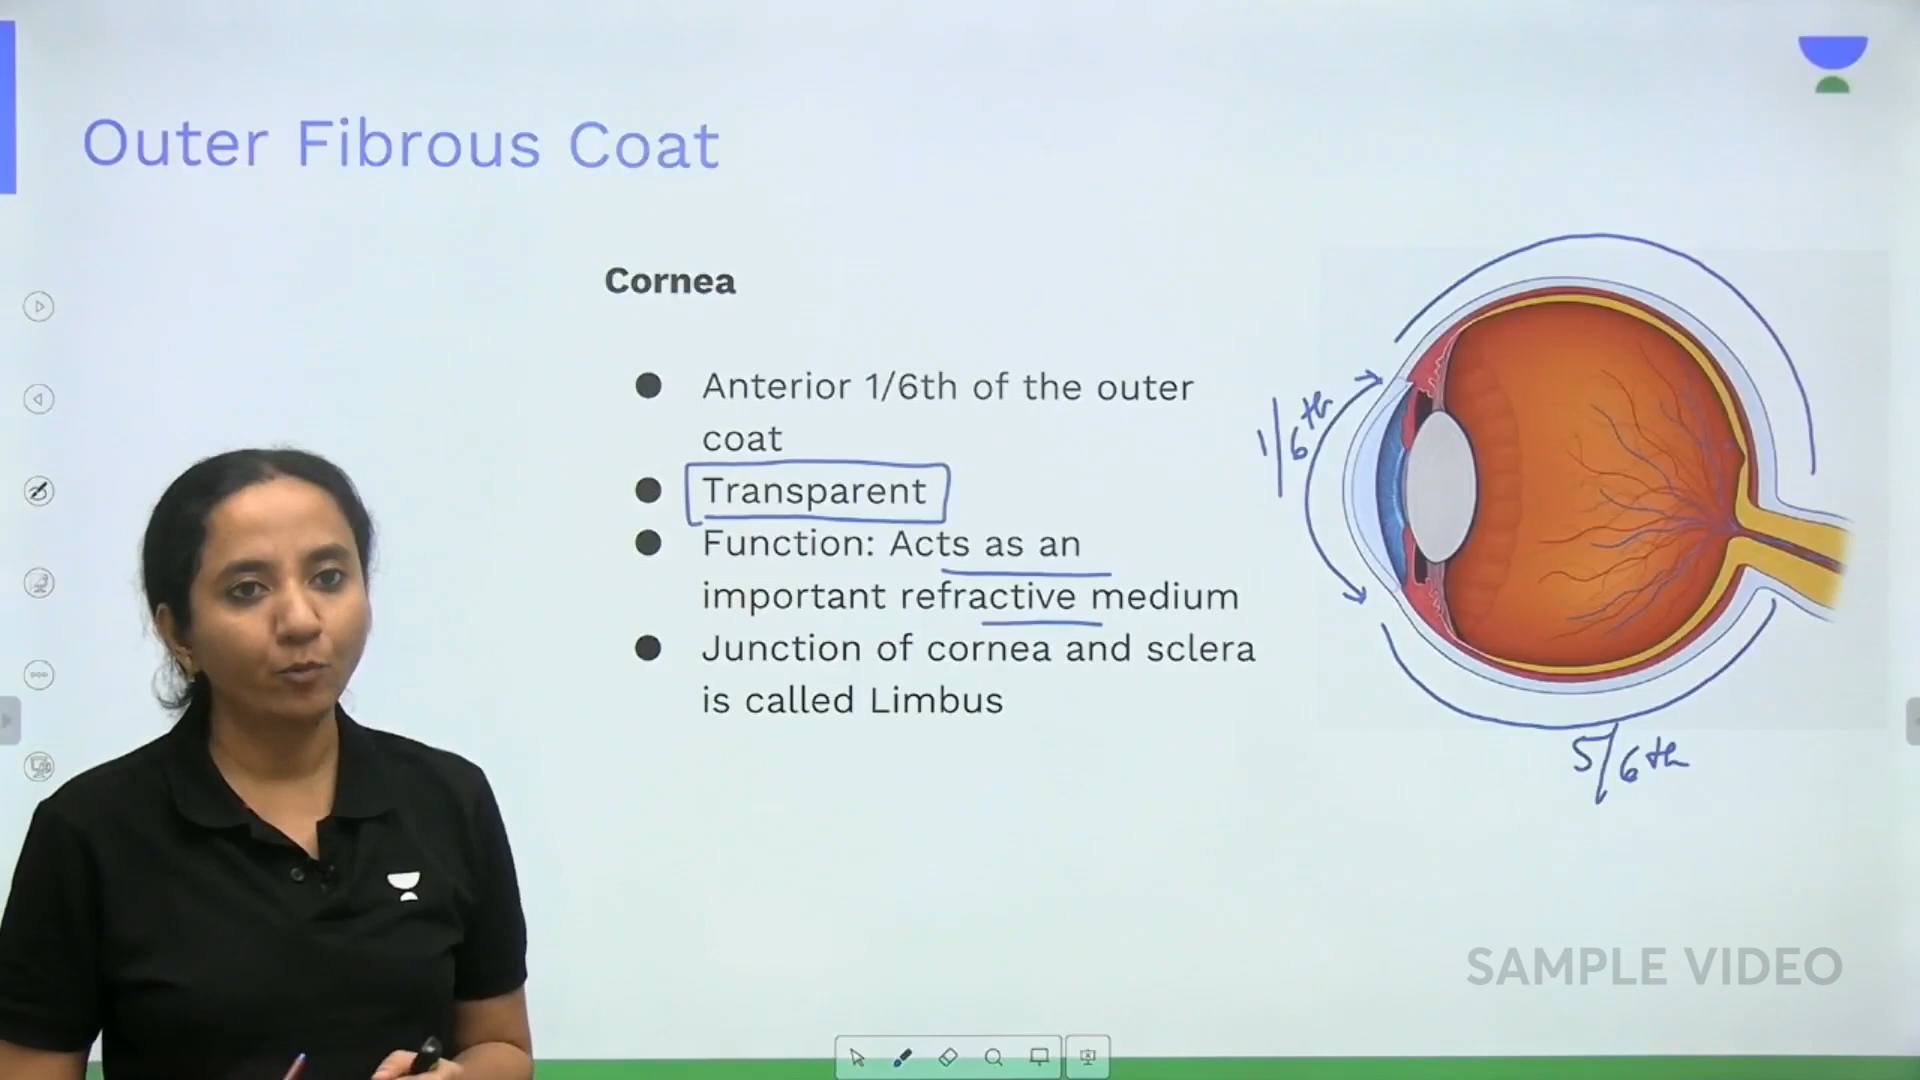 Outer Fibrous Coat
Cornea
● Anterior 1/6th of the outer
coat
● Transparent
● Function: Acts as an
important refractive medium
● Junction of cornea and sclera
is called Limbus
1/6th
5/6th
SAMPLE VIDEO